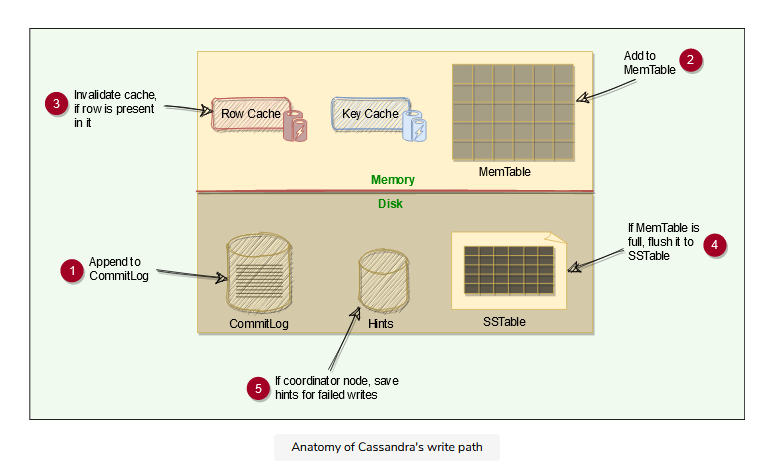 3
Invalidate cache,
if row is present
in it
Row Cache
Key Cache
Add to
MemTable
2
MemTable
Memory
Disk
1
Append to
CommitLog
CommitLog
Hints
SSTable
If MemTable is
full, flush it to
SSTable
4
5
If coordinator node, save
hints for failed writes
Anatomy of Cassandra's write path